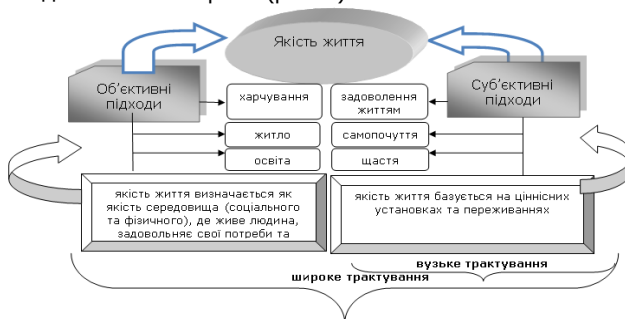 Якість життя
Об'єктивні
підходи
Суб'єктивні
підходи
харчування
житло
освіта
задоволення
життям
самопочуття
щастя
якість життя визначається як
якість середовища (соціального
та фізичного), де живе людина,
задовольняє свої потреби та
якість життя базується на ціннісних
установках та переживаннях
вузьке трактування
широке трактування